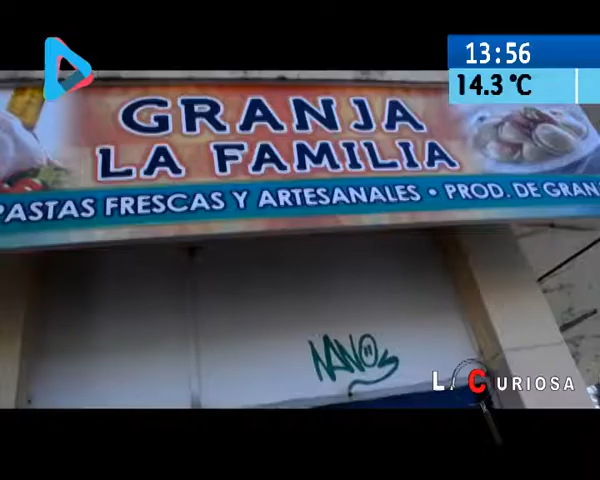 13:56
14.3 °C
GRANJA
LA FAMILIA
PASTAS FRESCAS Y ARTESANALES • PROD. DE GRAN
NANO
LA CURIOSA